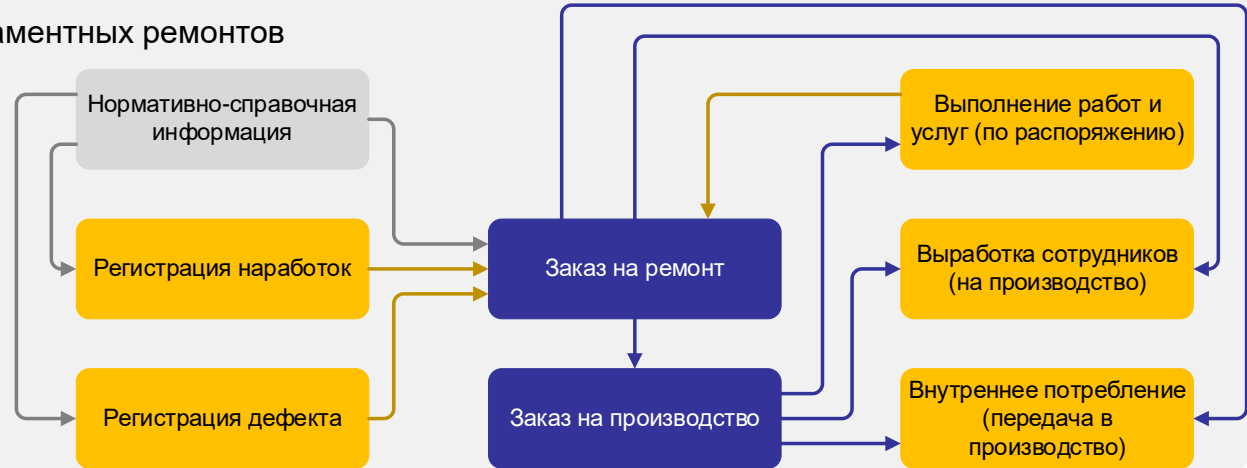 аментных ремонтов
Нормативно-справочная
информация
Выполнение работ и
услуг (по распоряжению)
Регистрация наработок
Заказ на ремонт
Выработка сотрудников
(на производство)
Регистрация дефекта
Заказ на производство
Внутреннее потребление
(передача в
производство)